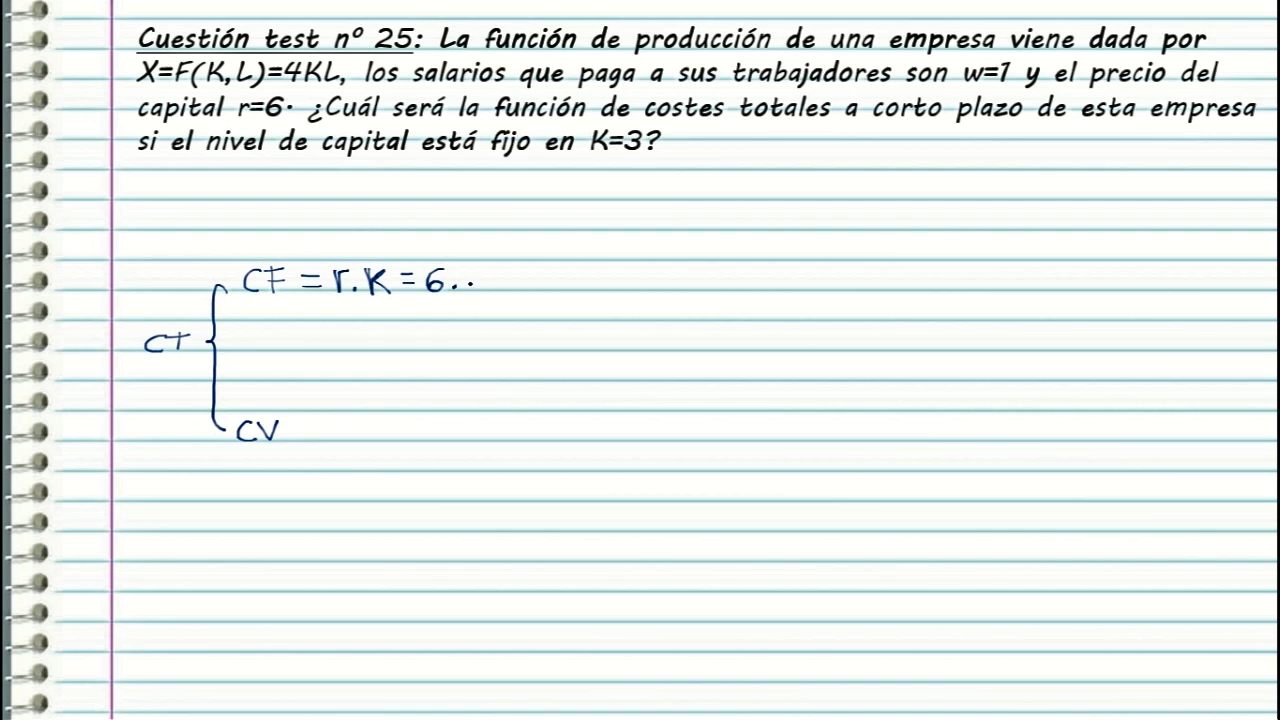 Cuestión test nº 25: La función de producción de una empresa viene dada por
X=F(K,L)=4KL, los salarios que paga a sus trabajadores son w=1 y el precio del
capital r=6. ¿Cuál será la función de costes totales a corto plazo de esta empresa
si el nivel de capital está fijo en K=3?
CF = r.K = 6..
CT
CV